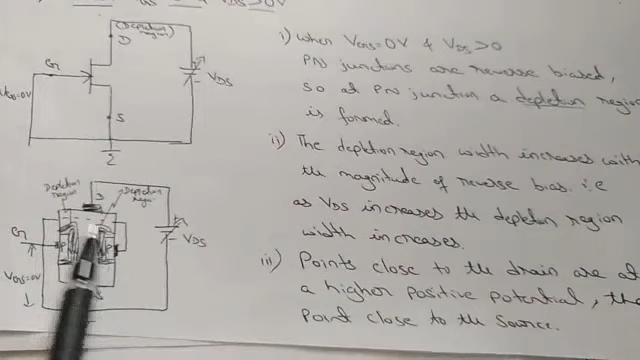 VDS>0V
(Depletion
region)
D
G
VGS=0V
VDS
S
i) when VGS=0V & VDS>0
PN junctions are reverse biased,
so at PN junction a depletion region
is formed.
ii) The depletion region width increases with
the magnitude of reverse bias. i.e
as VDS increases the depletion region
width increases.
iii) Points close to the drain are at
a higher positive potential, the
point close to the source.
Depletion
region
Depletion
region
G
VGS=0V
VDS